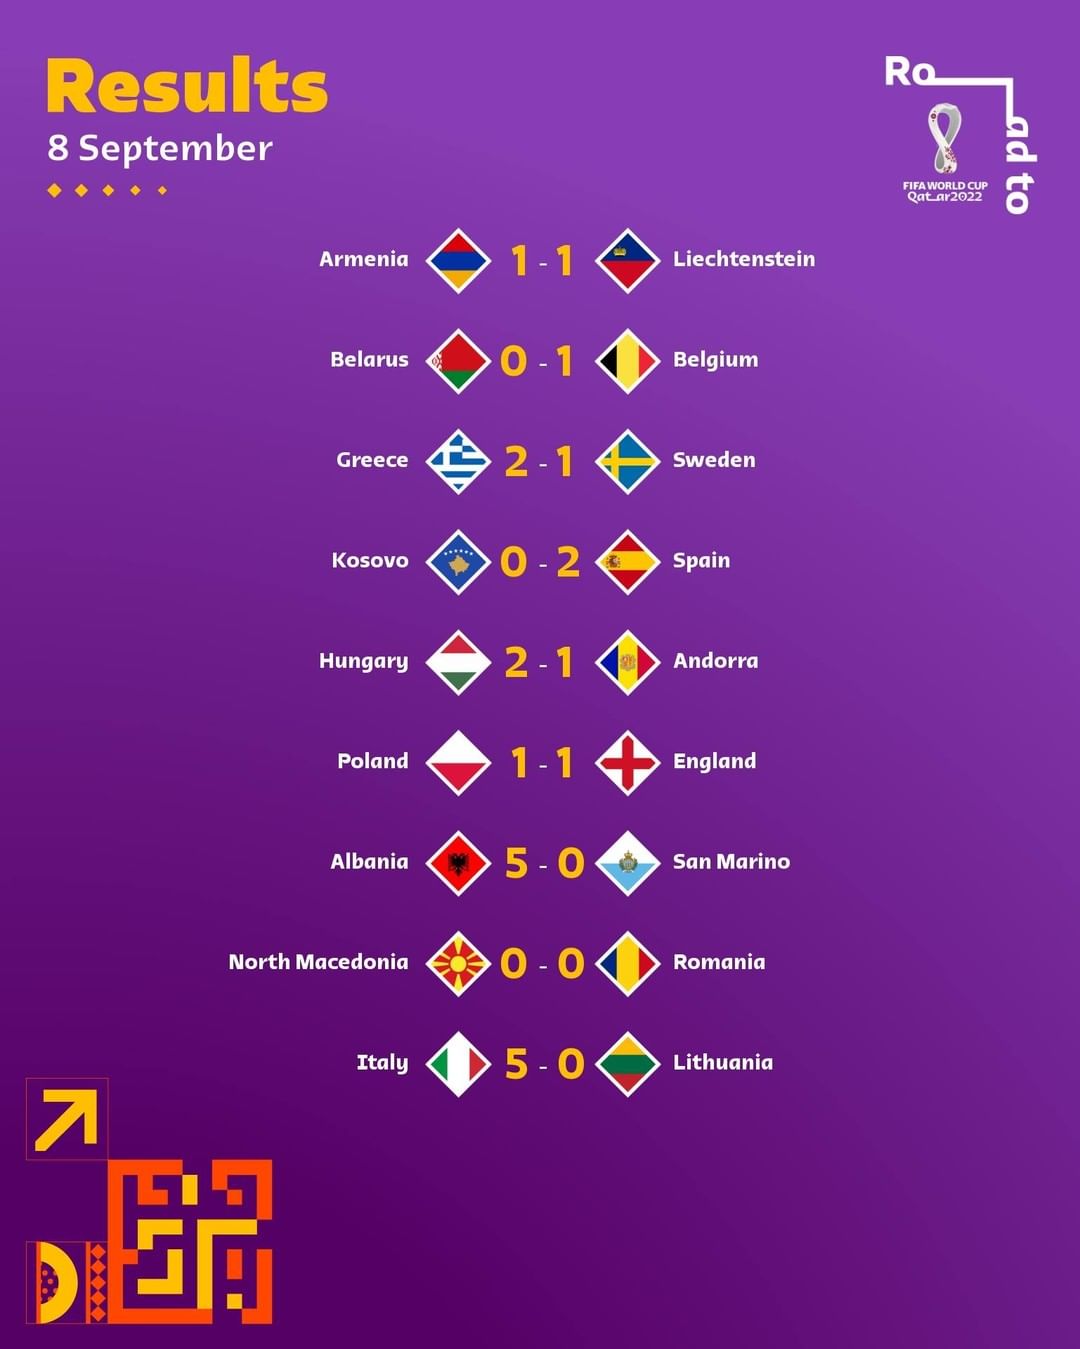 Results
8 September
Road to
FIFA WORLD CUP
Qatar2022
Armenia 1 - 1 Liechtenstein
Belarus 0 - 1 Belgium
Greece 2 - 1 Sweden
Kosovo 0 - 2 Spain
Hungary 2 - 1 Andorra
Poland 1 - 1 England
Albania 5 - 0 San Marino
North Macedonia 0 - 0 Romania
Italy 5 - 0 Lithuania